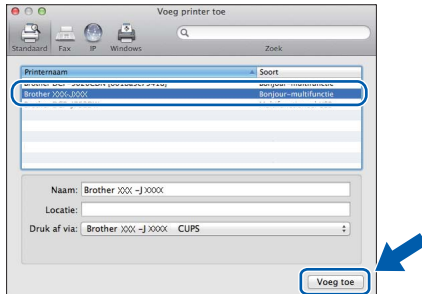 Voeg printer toe
Standaard Fax IP Windows Zoek
Printernaam Soort
Brother XXX-JXXX Bonjour-multifunctie
Naam: Brother XXX -J XXXX
Locatie:
Druk af via: Brother XXX -J XXXX CUPS
Voeg toe